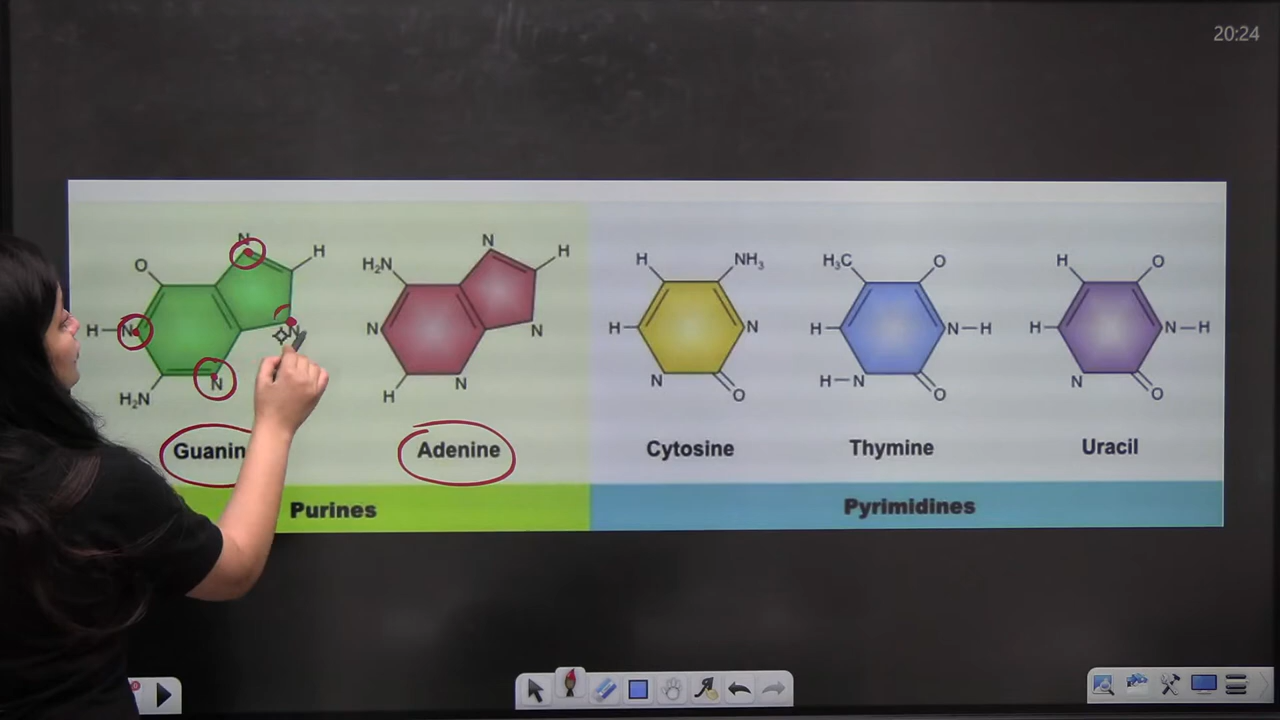 20:24
N
H
O
H – N
N
N
H₂N
Guanin
N
H
H₂N
N
N
N
H
Adenine
H
NH₃
H
N
N
O
Cytosine
H₃C
O
H
N – H
H – N
O
Thymine
H
O
H
N – H
N
O
Uracil
Purines
Pyrimidines